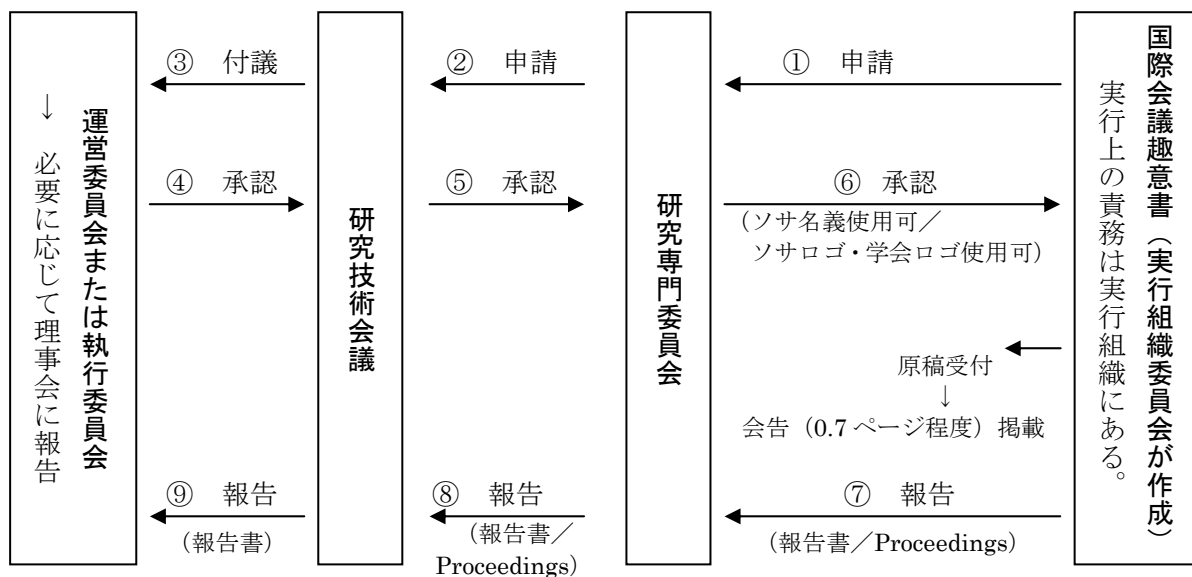 国際会議趣意書（実行組織委員会が作成）
実行上の責務は実行組織にある。
① 申請
② 申請
③ 付議
④ 承認
⑤ 承認
⑥ 承認
（ソサ名義使用可／
ソサロゴ・学会ロゴ使用可）
原稿受付
↓
会告（0.7 ページ程度）掲載
⑦ 報告
（報告書／Proceedings）
⑧ 報告
（報告書／
Proceedings）
⑨ 報告
（報告書）
研究専門委員会
研究技術会議
運営委員会または執行委員会
↓ 必要に応じて理事会に報告